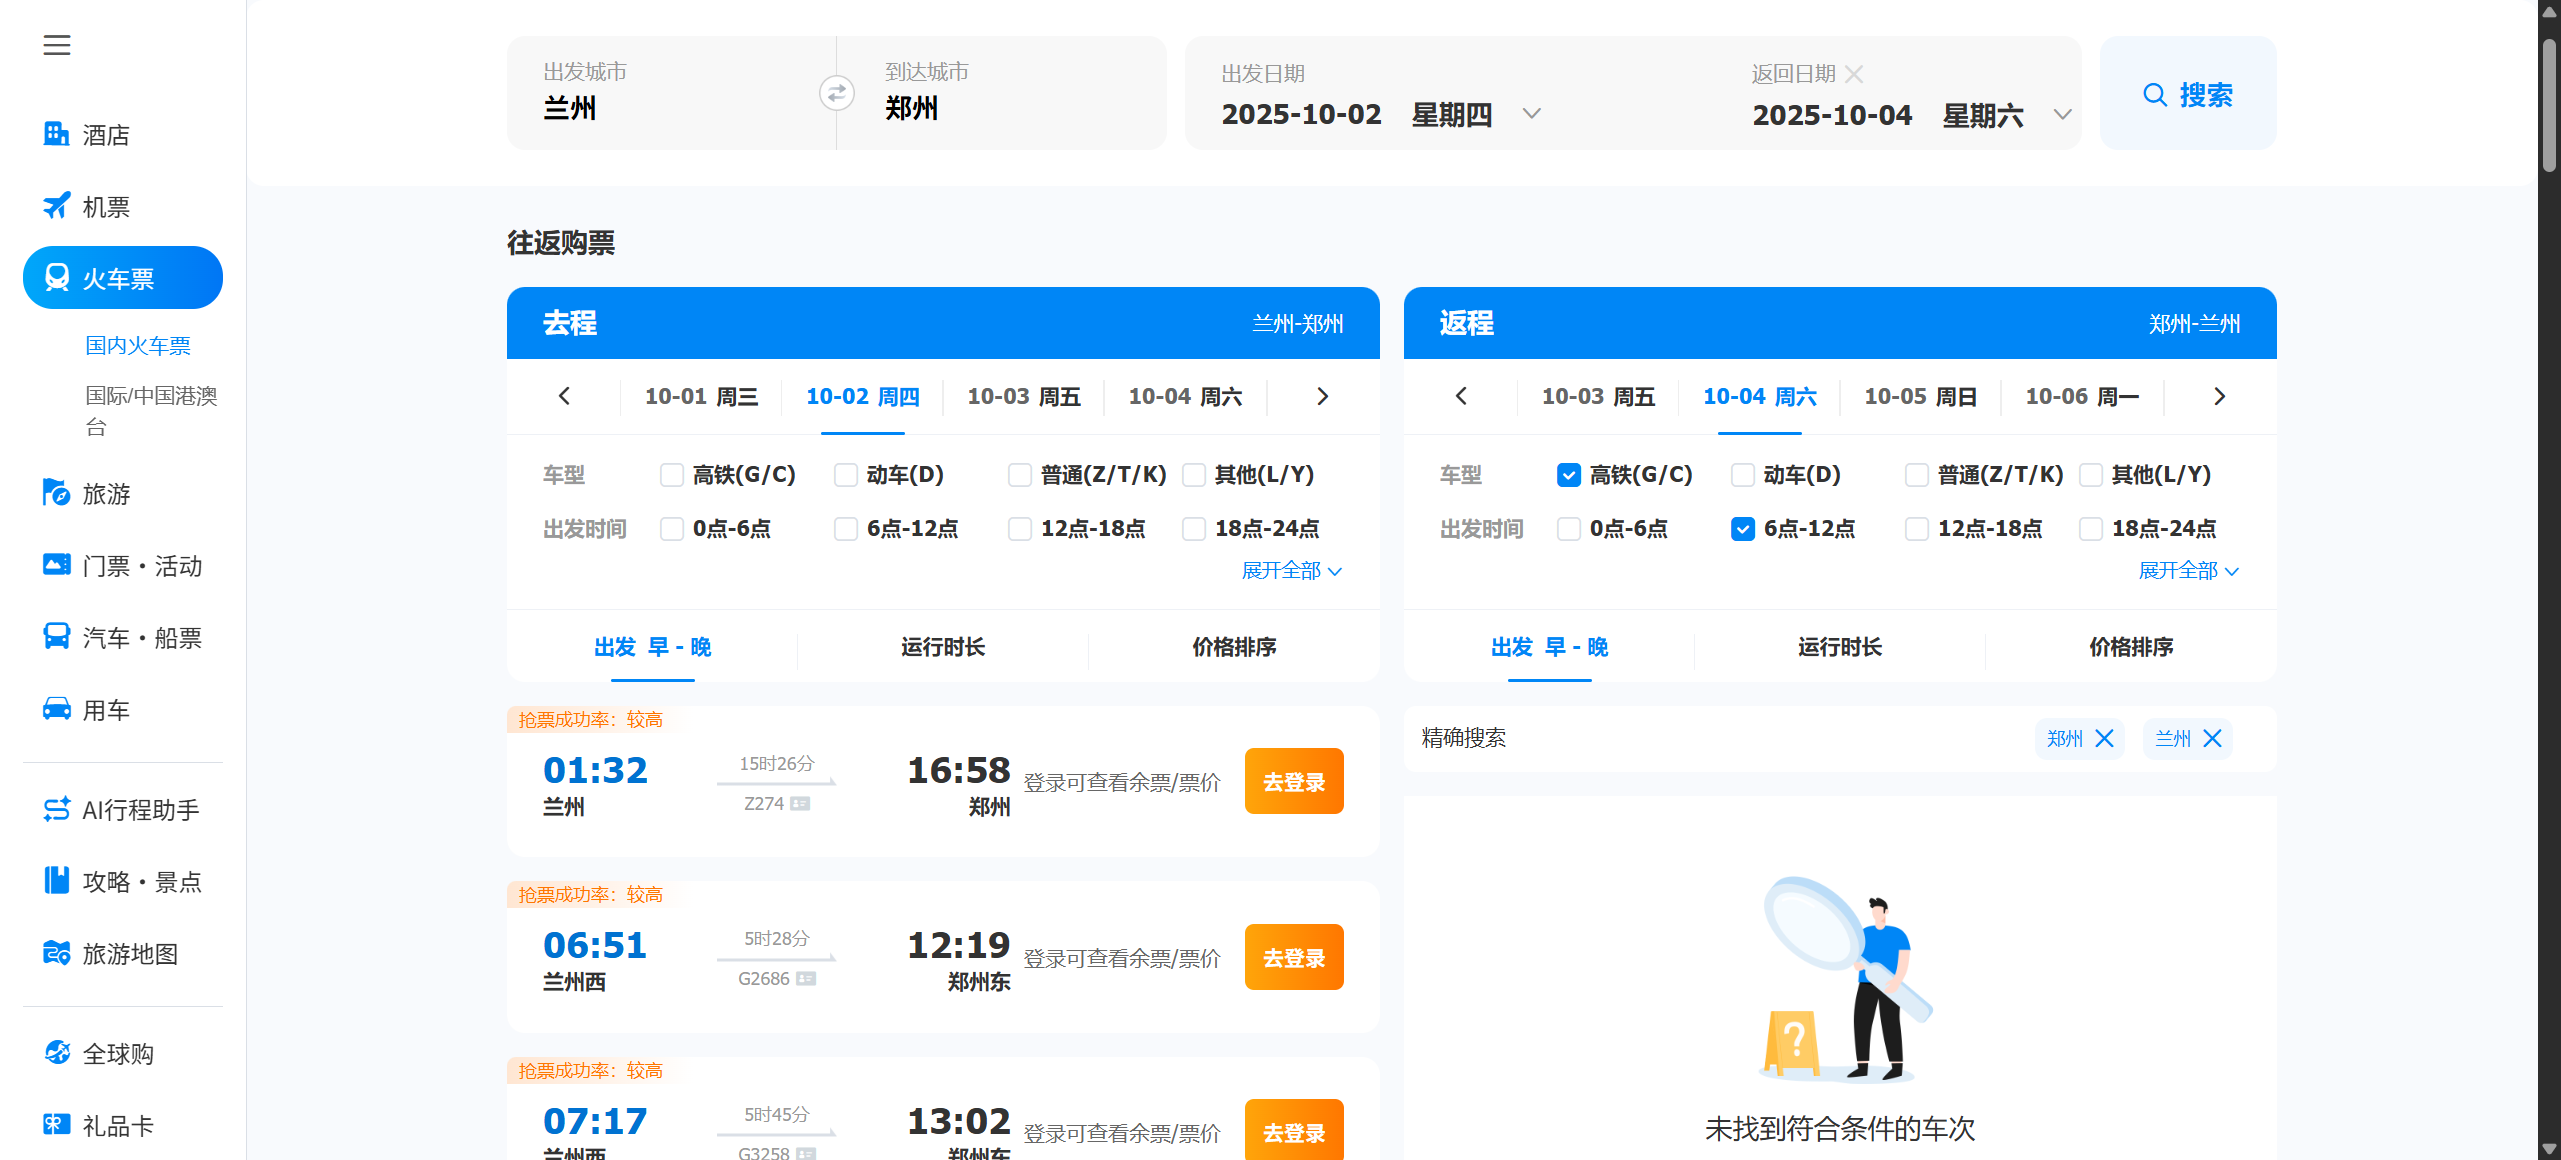 酒店
机票
火车票
国内火车票
国际/中国港澳
台
旅游
门票・活动
汽车・船票
用车
AI行程助手
攻略・景点
旅游地图
全球购
礼品卡
出发城市
兰州
到达城市
郑州
出发日期
2025-10-02 星期四
返回日期
2025-10-04 星期六
搜索
往返购票
去程
兰州-郑州
10-01 周三
10-02 周四
10-03 周五
10-04 周六
车型
高铁(G/C)
动车(D)
普通(Z/T/K)
其他(L/Y)
出发时间
0点-6点
6点-12点
12点-18点
18点-24点
展开全部
出发 早 - 晚
运行时长
价格排序
抢票成功率：较高
01:32
兰州
15时26分
Z274
16:58
郑州
登录可查看余票/票价
去登录
抢票成功率：较高
06:51
兰州西
5时28分
G2686
12:19
郑州东
登录可查看余票/票价
去登录
抢票成功率：较高
07:17
兰州西
5时45分
G3258
13:02
郑州东
登录可查看余票/票价
去登录
返程
郑州-兰州
10-03 周五
10-04 周六
10-05 周日
10-06 周一
车型
高铁(G/C)
动车(D)
普通(Z/T/K)
其他(L/Y)
出发时间
0点-6点
6点-12点
12点-18点
18点-24点
展开全部
出发 早 - 晚
运行时长
价格排序
精确搜索
郑州
兰州
?
未找到符合条件的车次